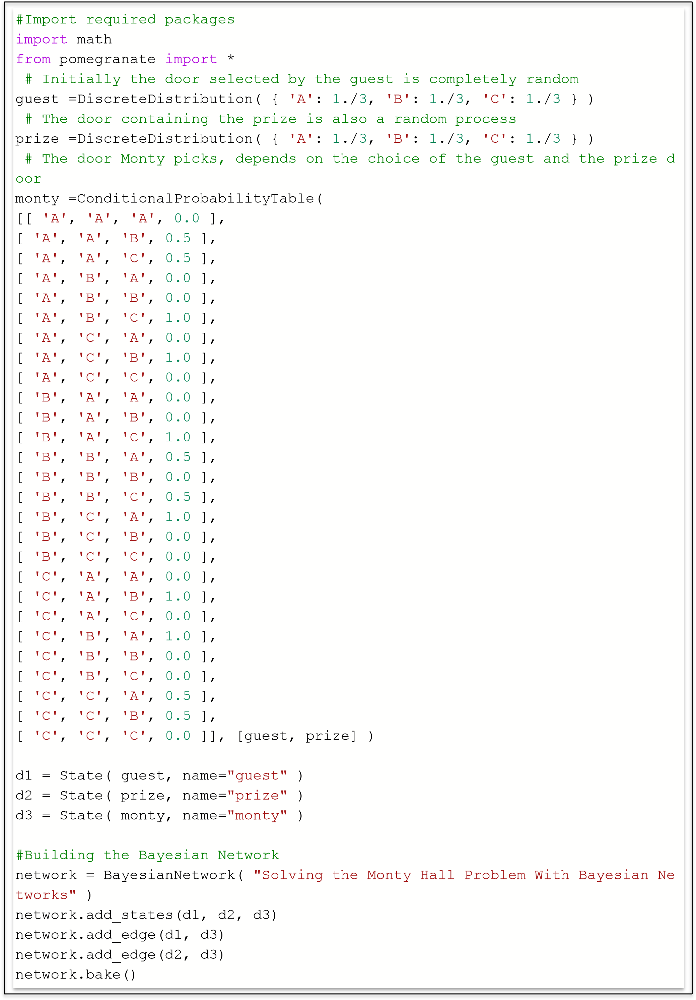 #Import required packages
import math
from pomegranate import *
 # Initially the door selected by the guest is completely random
guest =DiscreteDistribution( { 'A': 1./3, 'B': 1./3, 'C': 1./3 } )
 # The door containing the prize is also a random process
prize =DiscreteDistribution( { 'A': 1./3, 'B': 1./3, 'C': 1./3 } )
 # The door Monty picks, depends on the choice of the guest and the prize d
oor
monty =ConditionalProbabilityTable(
[[ 'A', 'A', 'A', 0.0 ],
[ 'A', 'A', 'B', 0.5 ],
[ 'A', 'A', 'C', 0.5 ],
[ 'A', 'B', 'A', 0.0 ],
[ 'A', 'B', 'B', 0.0 ],
[ 'A', 'B', 'C', 1.0 ],
[ 'A', 'C', 'A', 0.0 ],
[ 'A', 'C', 'B', 1.0 ],
[ 'A', 'C', 'C', 0.0 ],
[ 'B', 'A', 'A', 0.0 ],
[ 'B', 'A', 'B', 0.0 ],
[ 'B', 'A', 'C', 1.0 ],
[ 'B', 'B', 'A', 0.5 ],
[ 'B', 'B', 'B', 0.0 ],
[ 'B', 'B', 'C', 0.5 ],
[ 'B', 'C', 'A', 1.0 ],
[ 'B', 'C', 'B', 0.0 ],
[ 'B', 'C', 'C', 0.0 ],
[ 'C', 'A', 'A', 0.0 ],
[ 'C', 'A', 'B', 1.0 ],
[ 'C', 'A', 'C', 0.0 ],
[ 'C', 'B', 'A', 1.0 ],
[ 'C', 'B', 'B', 0.0 ],
[ 'C', 'B', 'C', 0.0 ],
[ 'C', 'C', 'A', 0.5 ],
[ 'C', 'C', 'B', 0.5 ],
[ 'C', 'C', 'C', 0.0 ]], [guest, prize] )

d1 = State( guest, name="guest" )
d2 = State( prize, name="prize" )
d3 = State( monty, name="monty" )

#Building the Bayesian Network
network = BayesianNetwork( "Solving the Monty Hall Problem With Bayesian Ne
tworks" )
network.add_states(d1, d2, d3)
network.add_edge(d1, d3)
network.add_edge(d2, d3)
network.bake()